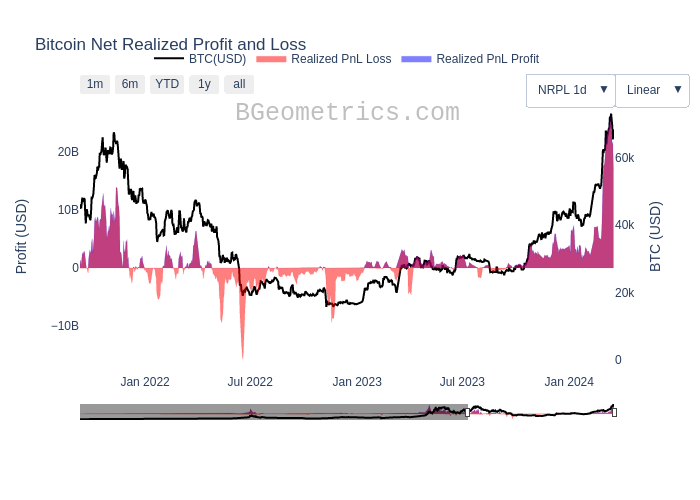 Bitcoin Net Realized Profit and Loss
BTC(USD) Realized PnL Loss Realized PnL Profit
1m 6m YTD 1y all NRPL 1d ▼ Linear ▼
BGeometrics.com
20B
10B
0
−10B
Profit (USD)
60k
40k
20k
0
BTC (USD)
Jan 2022 Jul 2022 Jan 2023 Jul 2023 Jan 2024